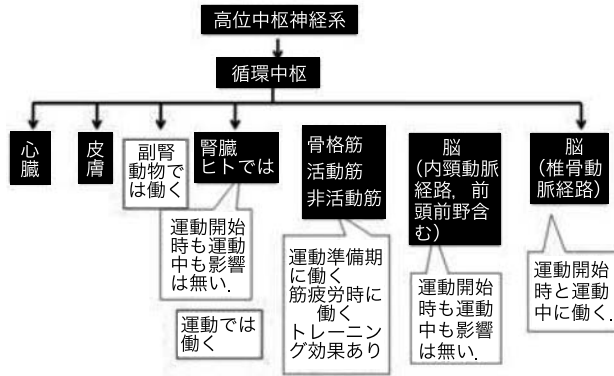 高位中枢神経系
循環中枢
心
臓
皮
膚
副腎
動物で
は働く
腎臓
ヒトでは
運動開始
時も運動
中も影響
は無い.
運動では
働く
骨格筋
活動筋
非活動筋
運動準備期
に働く
筋疲労時に
働く
トレーニン
グ効果あり
脳
(内頸動脈
経路, 前
頭前野含
む)
運動開始
時も運動
中も影響
は無い.
脳
(椎骨動
脈経路)
運動開始
時と運動
中に働く.